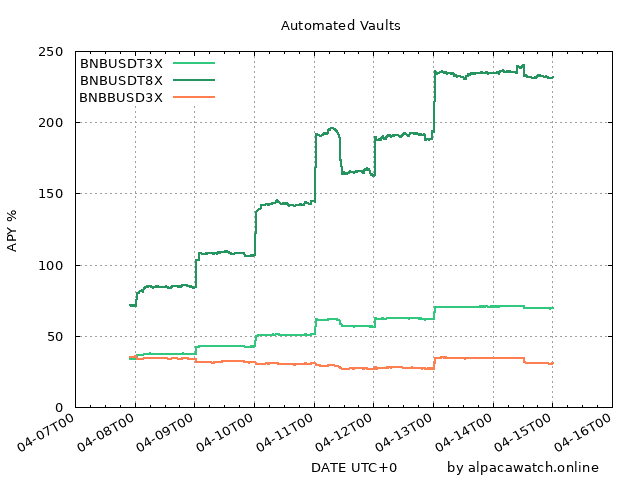 Automated Vaults
BNBUSDT3X
BNBUSDT8X
BNBBUSD3X
APY %
250
200
150
100
50
0
04-07T00
04-08T00
04-09T00
04-10T00
04-11T00
04-12T00
04-13T00
04-14T00
04-15T00
04-16T00
DATE UTC+0
by alpacawatch.online